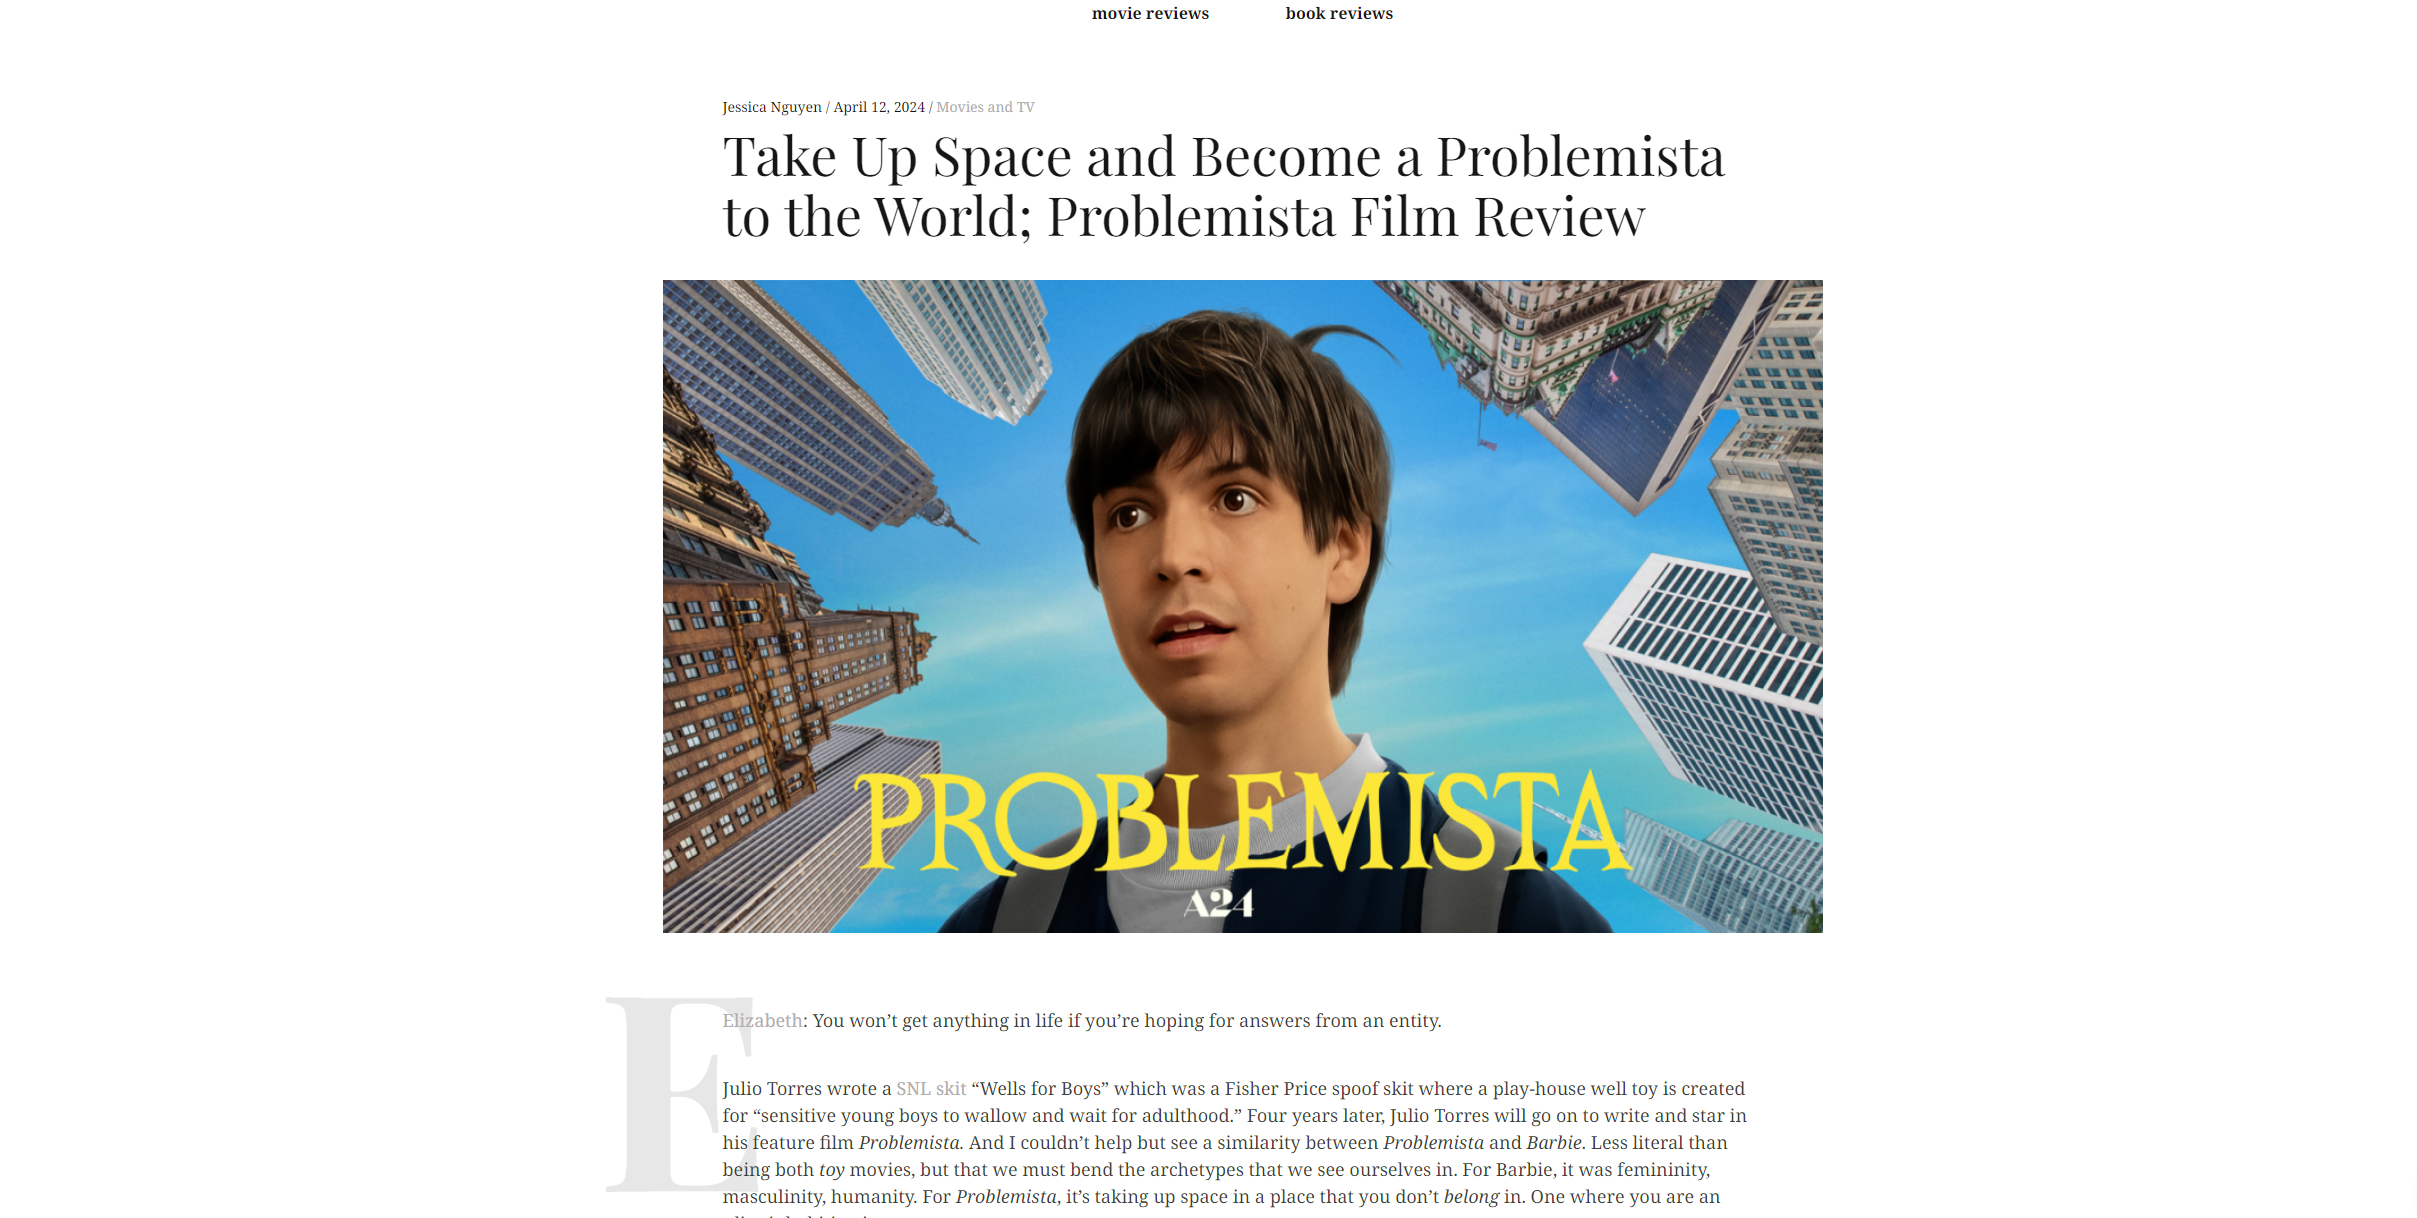 movie reviews book reviews
Jessica Nguyen / April 12, 2024 / Movies and TV
Take Up Space and Become a Problemista
to the World; Problemista Film Review
PROBLEMISTA
A24
E
Elizabeth: You won’t get anything in life if you’re hoping for answers from an entity.
Julio Torres wrote a SNL skit “Wells for Boys” which was a Fisher Price spoof skit where a play-house well toy is created
for “sensitive young boys to wallow and wait for adulthood.” Four years later, Julio Torres will go on to write and star in
his feature film Problemista. And I couldn’t help but see a similarity between Problemista and Barbie. Less literal than
being both toy movies, but that we must bend the archetypes that we see ourselves in. For Barbie, it was femininity,
masculinity, humanity. For Problemista, it’s taking up space in a place that you don’t belong in. One where you are an